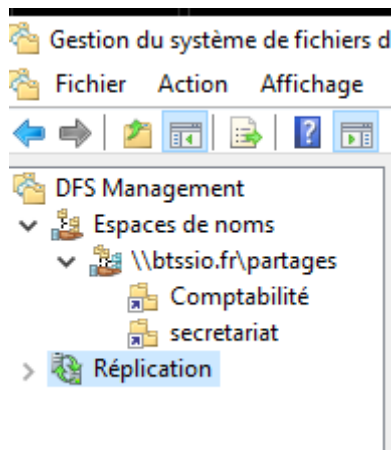 Gestion du système de fichiers d
Fichier Action Affichage
DFS Management
Espaces de noms
\\btssio.fr\partages
Comptabilité
secretariat
Réplication